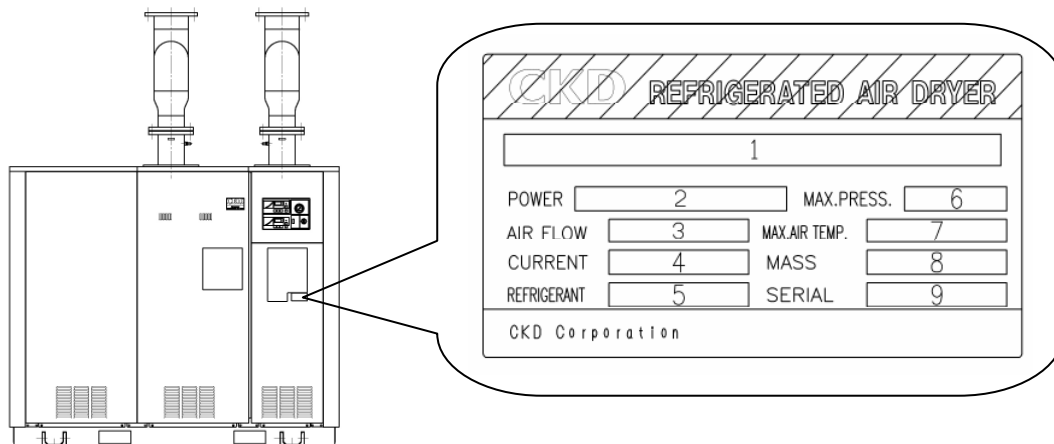 CKD REFRIGERATED AIR DRYER
1
POWER 2 MAX.PRESS. 6
AIR FLOW 3 MAX.AIR TEMP. 7
CURRENT 4 MASS 8
REFRIGERANT 5 SERIAL 9
CKD Corporation
CKD